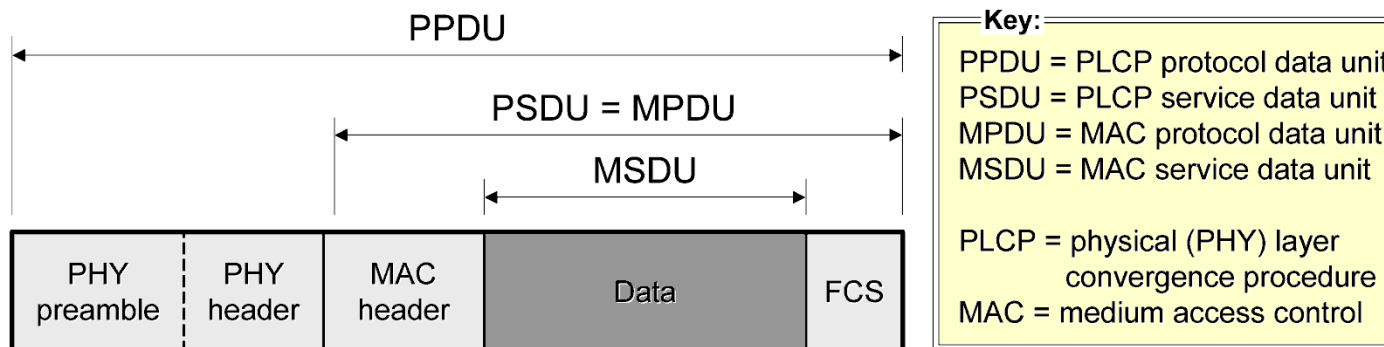 PPDU
PSDU = MPDU
MSDU
PHY
preamble
PHY
header
MAC
header
Data
FCS
Key:
PPDU = PLCP protocol data unit
PSDU = PLCP service data unit
MPDU = MAC protocol data unit
MSDU = MAC service data unit
PLCP = physical (PHY) layer
convergence procedure
MAC = medium access control